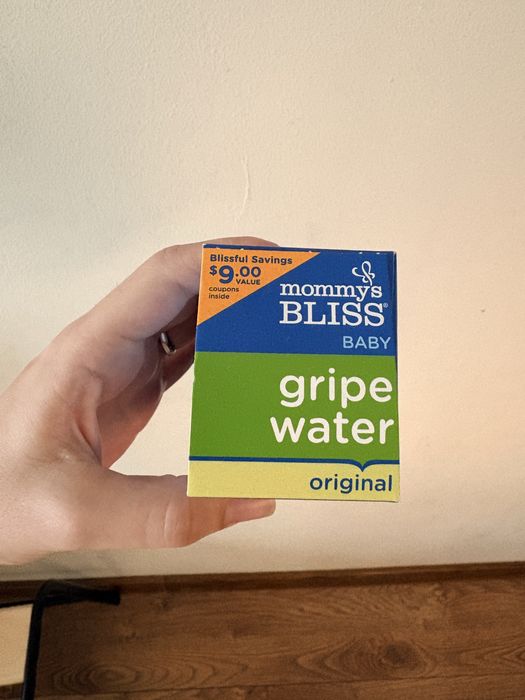 Blissful Savings
$9.00
VALUE
coupons
inside
mommy's
BLISS®
BABY
gripe
water
original